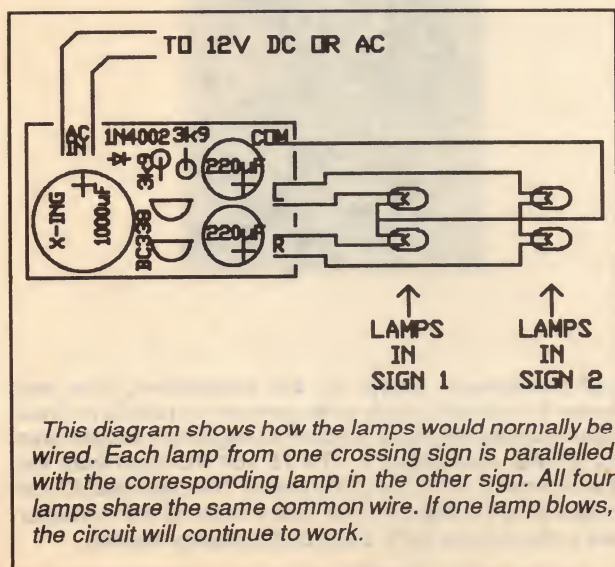 TO 12V DC OR AC
AC
IN
1N4002
3k9
3k9
220µF
COM
L
X-ING
1000uF
BC338
220µF
R
LAMPS
IN
SIGN 1
LAMPS
IN
SIGN 2
This diagram shows how the lamps would normally be
wired. Each lamp from one crossing sign is parallelled
with the corresponding lamp in the other sign. All four
lamps share the same common wire. If one lamp blows,
the circuit will continue to work.